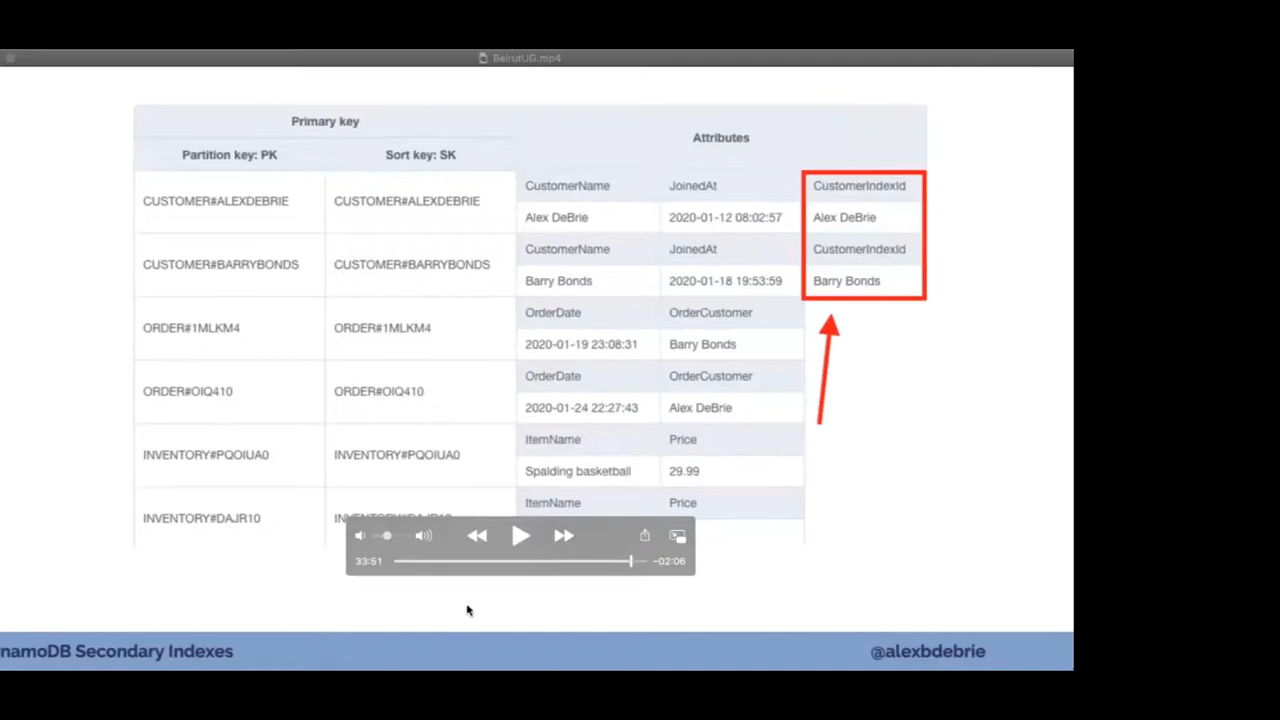 BeirutUG.mp4
Primary key
Attributes
Partition key: PK
Sort key: SK
CUSTOMER#ALEXDEBRIE
CUSTOMER#ALEXDEBRIE
CustomerName
JoinedAt
CustomerIndexId
Alex DeBrie
2020-01-12 08:02:57
Alex DeBrie
CUSTOMER#BARRYBONDS
CUSTOMER#BARRYBONDS
CustomerName
JoinedAt
CustomerIndexId
Barry Bonds
2020-01-18 19:53:59
Barry Bonds
ORDER#1MLKM4
ORDER#1MLKM4
OrderDate
OrderCustomer
2020-01-19 23:08:31
Barry Bonds
ORDER#OIQ410
ORDER#OIQ410
OrderDate
OrderCustomer
2020-01-24 22:27:43
Alex DeBrie
INVENTORY#PQOIUA0
INVENTORY#PQOIUA0
ItemName
Price
Spalding basketball
29.99
INVENTORY#DAJR10
INVENTORY#DAJR10
ItemName
Price
33:51
-02:06
namoDB Secondary Indexes
@alexbdebrie